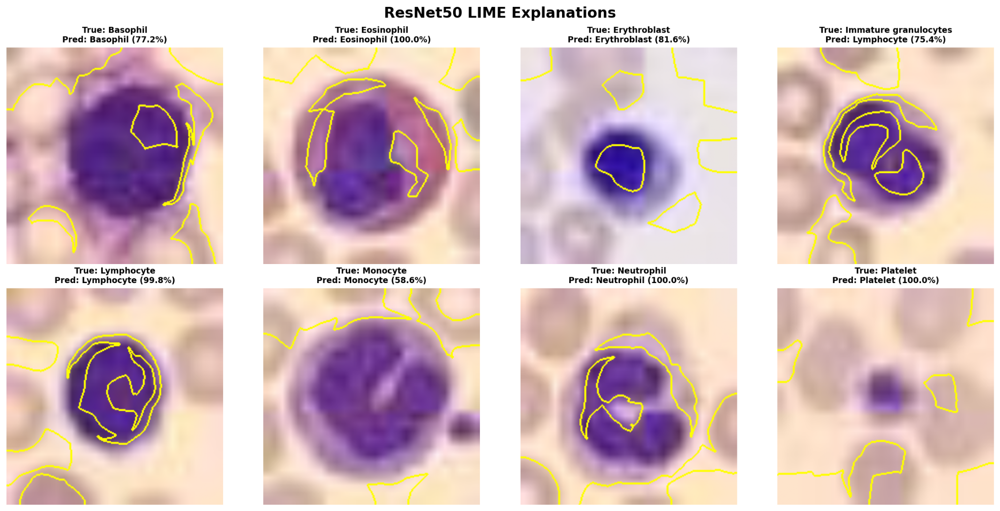 ResNet50 LIME Explanations
True: Basophil
Pred: Basophil (77.2%)
True: Eosinophil
Pred: Eosinophil (100.0%)
True: Erythroblast
Pred: Erythroblast (81.6%)
True: Immature granulocytes
Pred: Lymphocyte (75.4%)
True: Lymphocyte
Pred: Lymphocyte (99.8%)
True: Monocyte
Pred: Monocyte (58.6%)
True: Neutrophil
Pred: Neutrophil (100.0%)
True: Platelet
Pred: Platelet (100.0%)